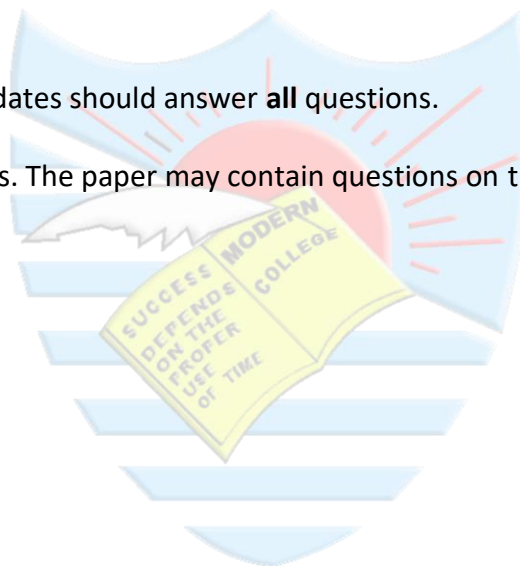 dates should answer all questions.
s. The paper may contain questions on t
SUCCESS
DEPENDS
ON THE
PROPER
USE
OF TIME
MODERN
COLLEGE